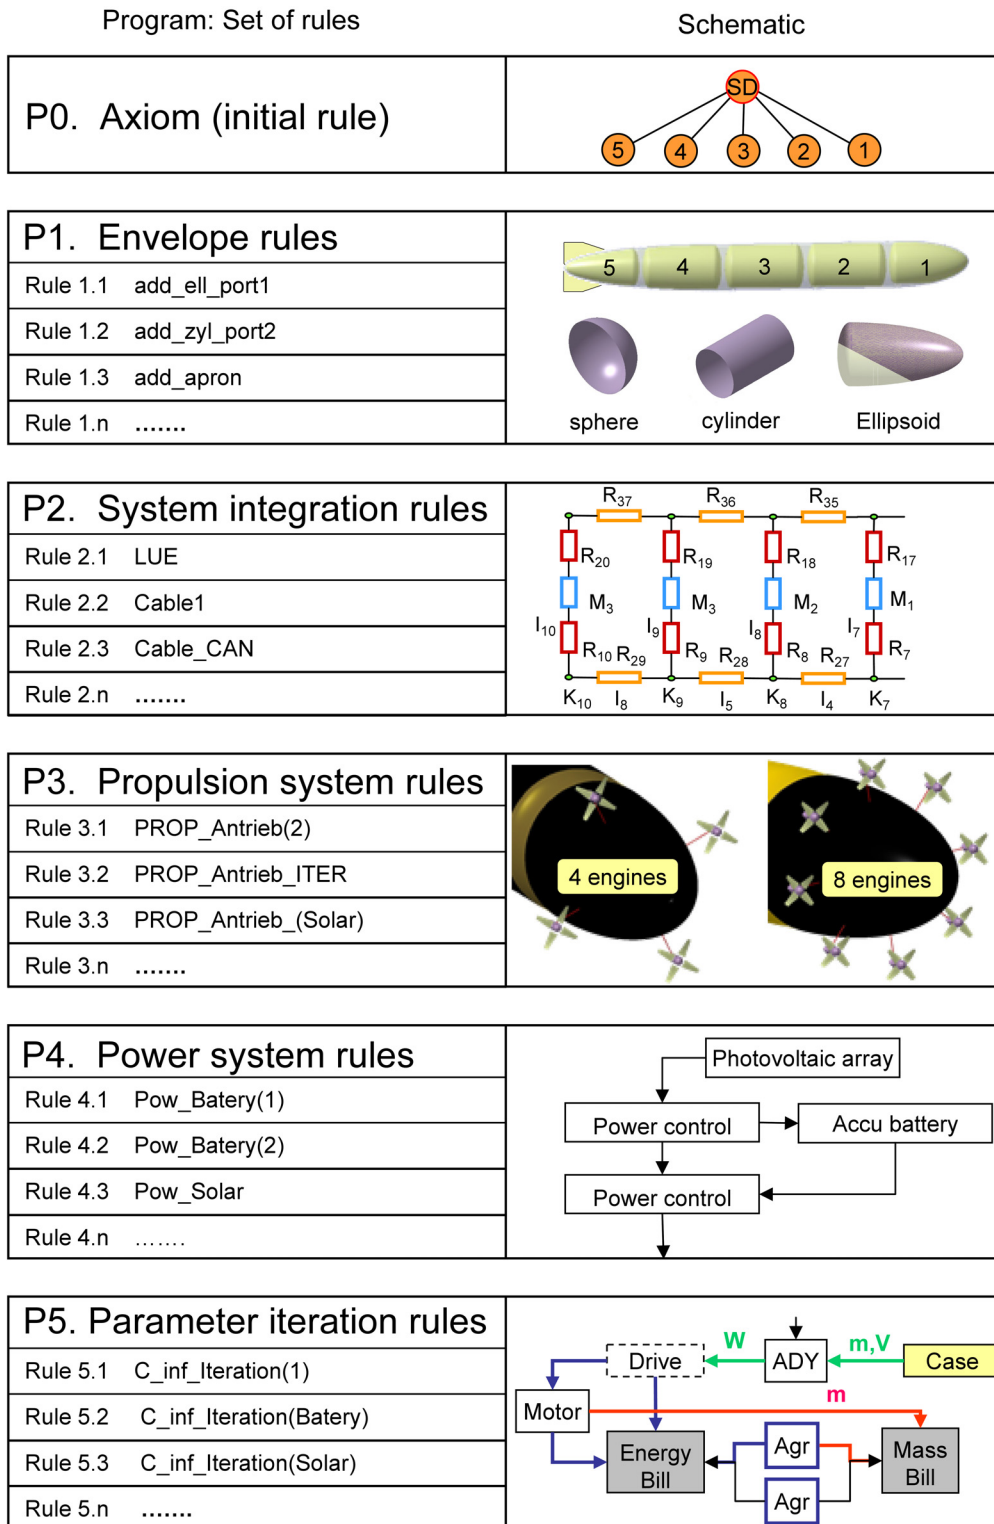 Program: Set of rules
Schematic
P0. Axiom (initial rule)
SD
5 4 3 2 1
P1. Envelope rules
Rule 1.1 add_ell_port1
Rule 1.2 add_zyl_port2
Rule 1.3 add_apron
Rule 1.n .......
5 4 3 2 1
sphere cylinder Ellipsoid
P2. System integration rules
Rule 2.1 LUE
Rule 2.2 Cable1
Rule 2.3 Cable_CAN
Rule 2.n .......
R37 R36 R35
R20 R19 R18 R17
M3 M3 M2 M1
I10 I9 I8 I7
R10 R29 R9 R28 R8 R27 R7
K10 I8 K9 I5 K8 I4 K7
P3. Propulsion system rules
Rule 3.1 PROP_Antrieb(2)
Rule 3.2 PROP_Antrieb_ITER
Rule 3.3 PROP_Antrieb_(Solar)
Rule 3.n .......
4 engines 8 engines
P4. Power system rules
Rule 4.1 Pow_Batery(1)
Rule 4.2 Pow_Batery(2)
Rule 4.3 Pow_Solar
Rule 4.n .......
Photovoltaic array
Power control Accu battery
Power control
P5. Parameter iteration rules
Rule 5.1 C_inf_Iteration(1)
Rule 5.2 C_inf_Iteration(Batery)
Rule 5.3 C_inf_Iteration(Solar)
Rule 5.n .......
Drive W ADY m,V Case
m
Motor
Energy Bill
Agr
Mass Bill
Agr